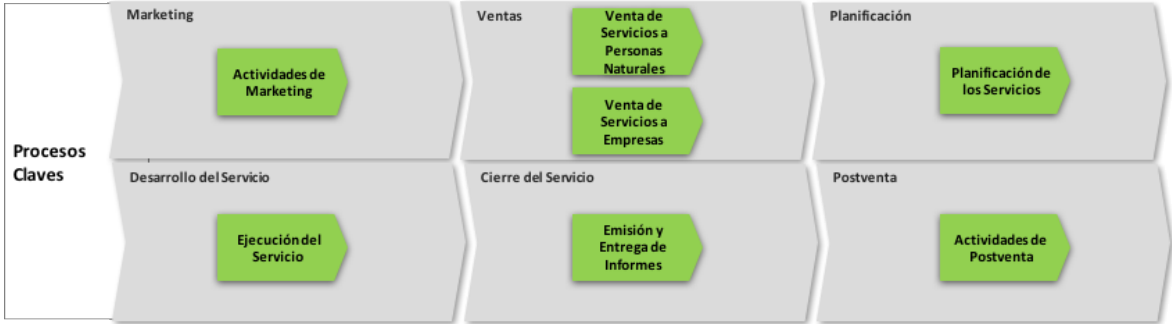 Procesos
Claves
Marketing
Actividades de
Marketing
Ventas
Venta de
Servicios a
Personas
Naturales
Venta de
Servicios a
Empresas
Planificación
Planificación de
los Servicios
Desarrollo del Servicio
Ejecución del
Servicio
Cierre del Servicio
Emisión y
Entrega de
Informes
Postventa
Actividades de
Postventa